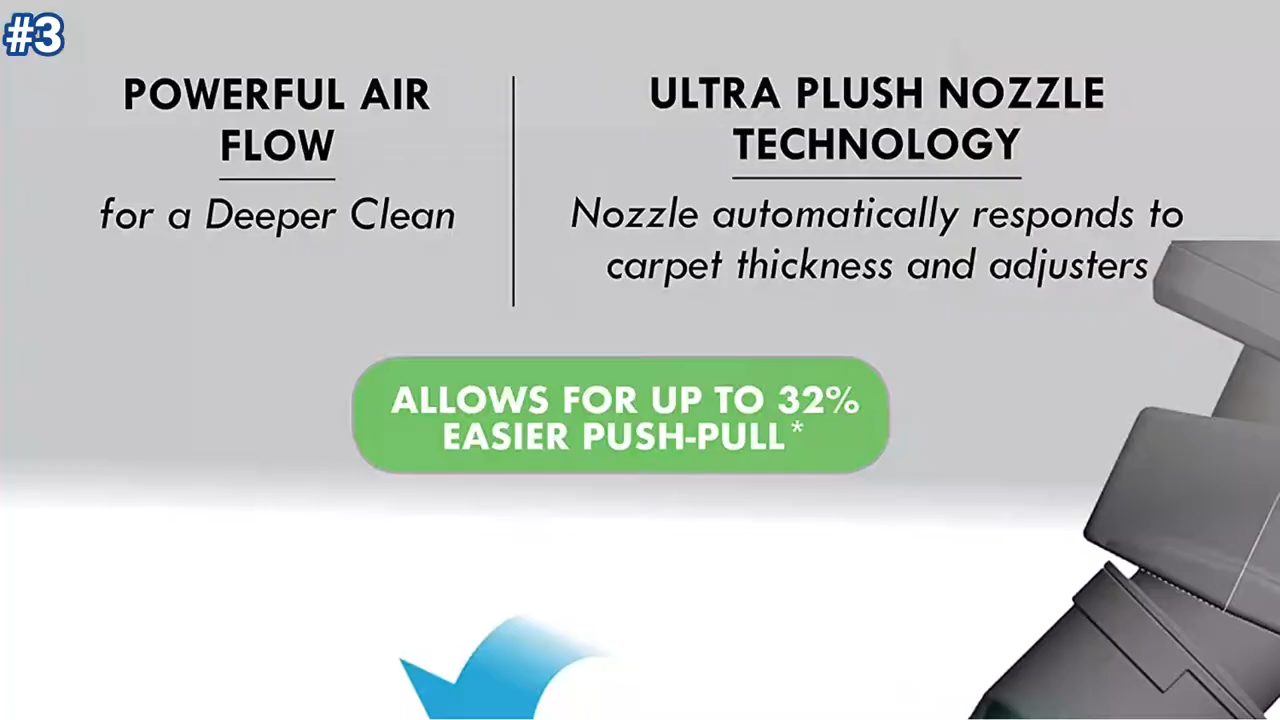 #3
POWERFUL AIR
FLOW
for a Deeper Clean
ULTRA PLUSH NOZZLE
TECHNOLOGY
Nozzle automatically responds to
carpet thickness and adjusters
ALLOWS FOR UP TO 32%
EASIER PUSH-PULL*